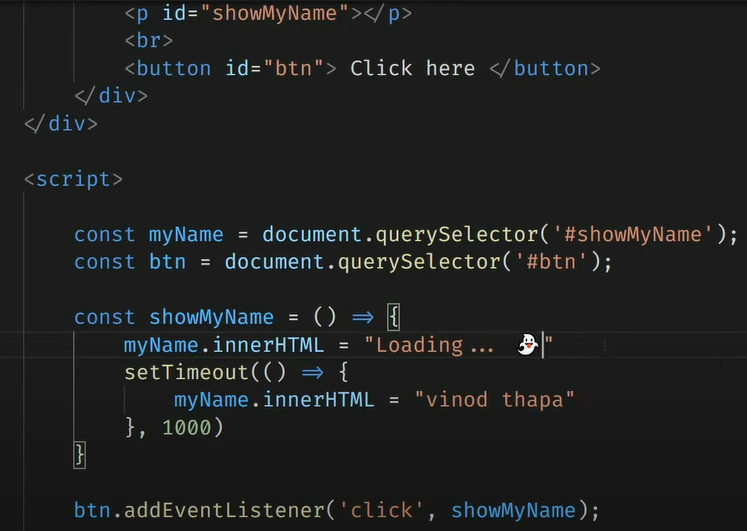 <p id="showMyName"></p>
<br>
<button id="btn"> Click here </button>
</div>
</div>
<script>
const myName = document.querySelector('#showMyName');
const btn = document.querySelector('#btn');
const showMyName = () => {
myName.innerHTML = "Loading... 👻"
setTimeout(() => {
myName.innerHTML = "vinod thapa"
}, 1000)
}
btn.addEventListener('click', showMyName);